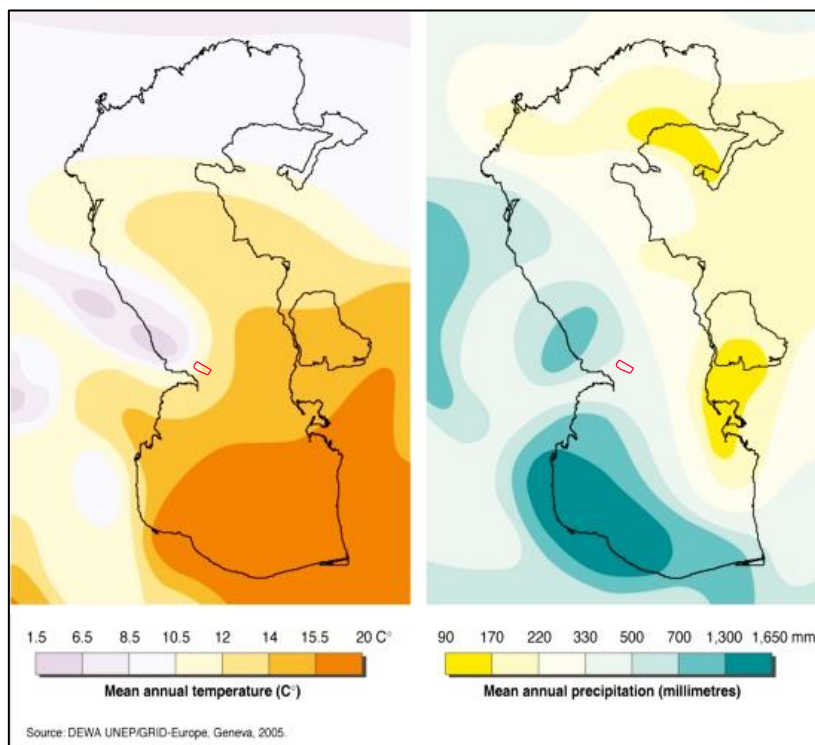 1.5 6.5 8.5 10.5 12 14 15.5 20 C°
Mean annual temperature (C°)
90 170 220 330 500 700 1,300 1,650 mm
Mean annual precipitation (millimetres)
Source: DEWA UNEP/GRID-Europe, Geneva, 2005.